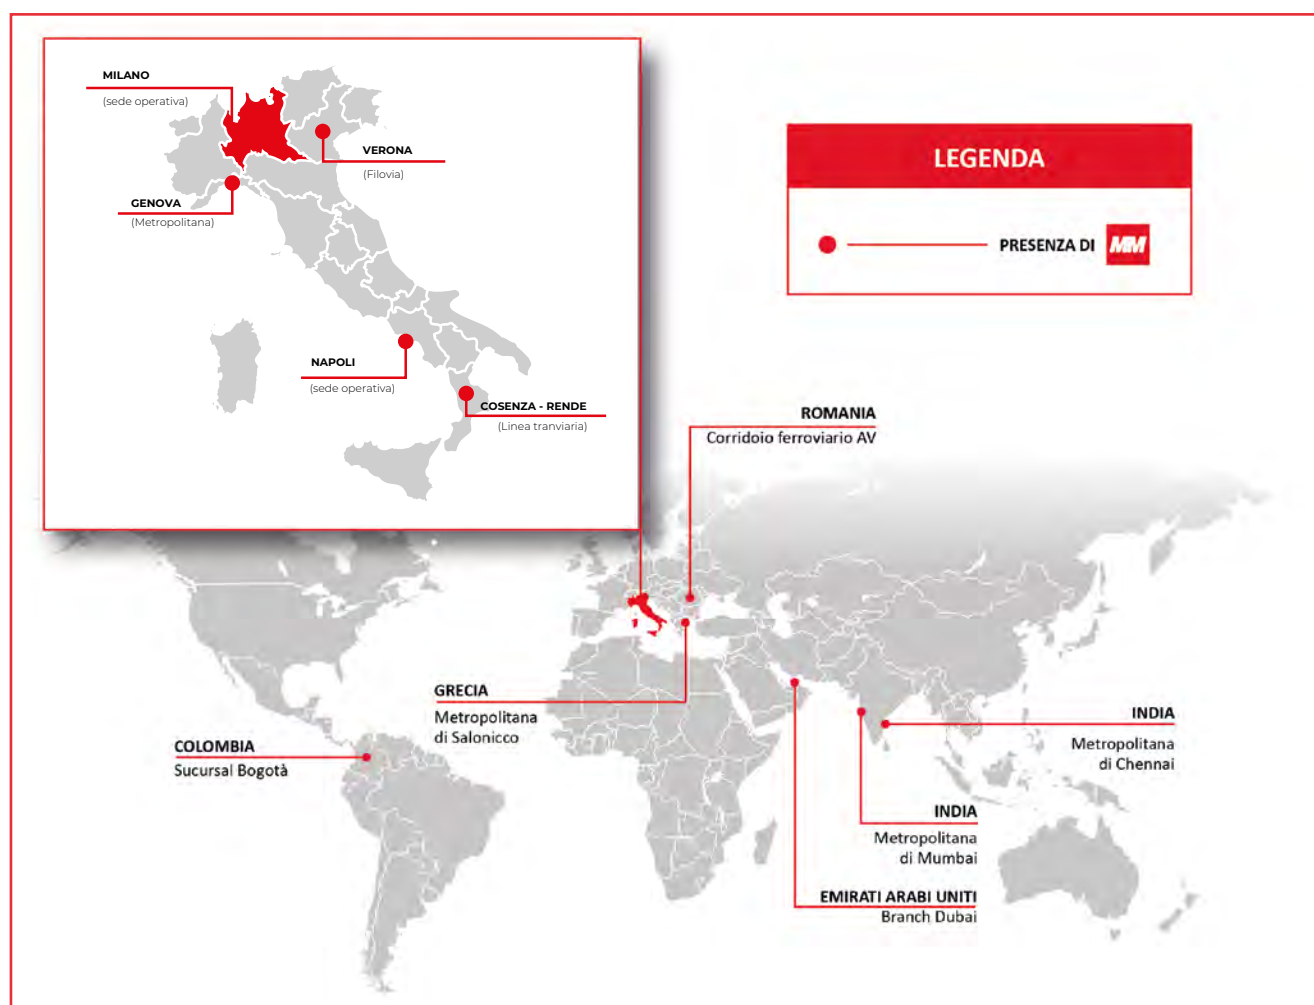 MILANO
(sede operativa)
VERONA
(Filovia)
GENOVA
(Metropolitana)
NAPOLI
(sede operativa)
COSENZA - RENDE
(Linea tranviaria)
LEGENDA
PRESENZA DI MM
ROMANIA
Corridoio ferroviario AV
GRECIA
Metropolitana
di Salonicco
COLOMBIA
Sucursal Bogotà
INDIA
Metropolitana
di Chennai
INDIA
Metropolitana
di Mumbai
EMIRATI ARABI UNITI
Branch Dubai